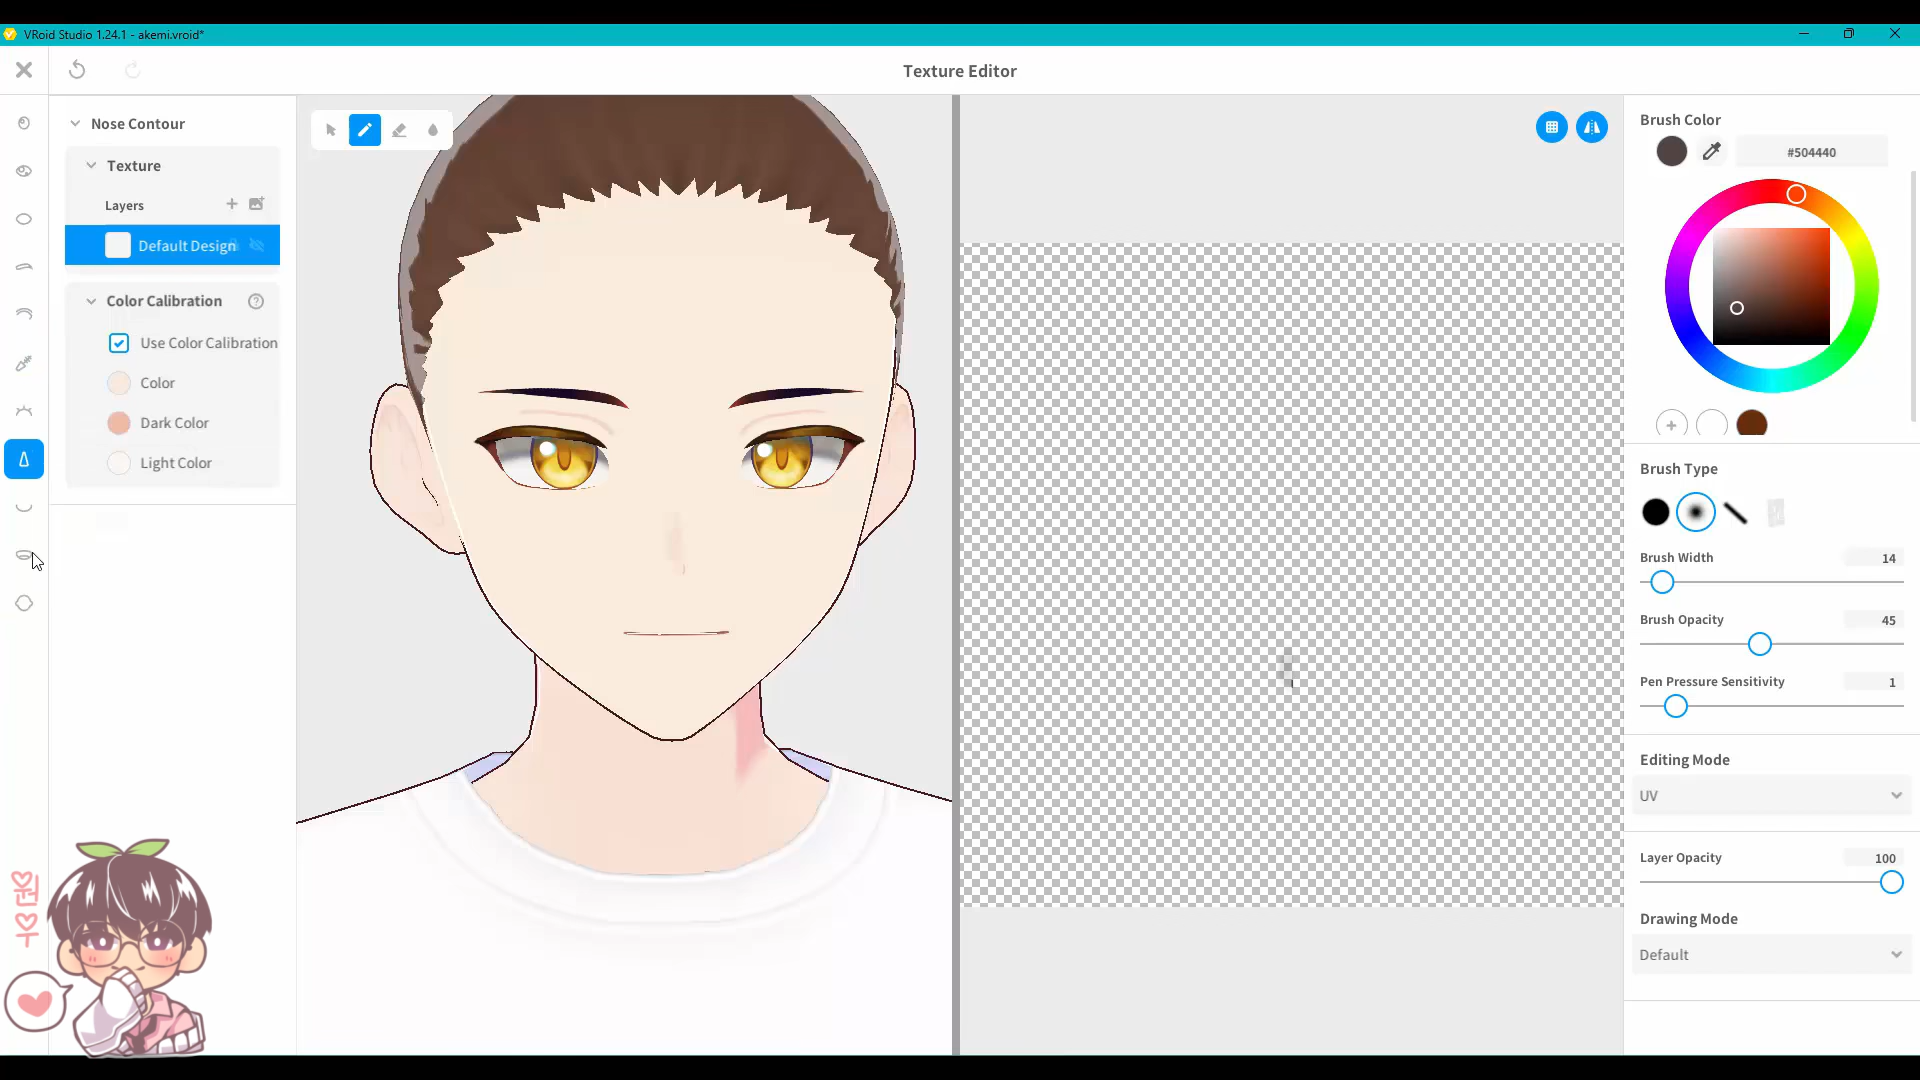 VRoid Studio 1.24.1 - akemi.vroid*
Texture Editor
Nose Contour
Texture
Layers
Default Design
Color Calibration
Use Color Calibration
Color
Dark Color
Light Color
Brush Color
#504440
Brush Type
Brush Width
14
Brush Opacity
45
Pen Pressure Sensitivity
1
Editing Mode
UV
Layer Opacity
100
Drawing Mode
Default